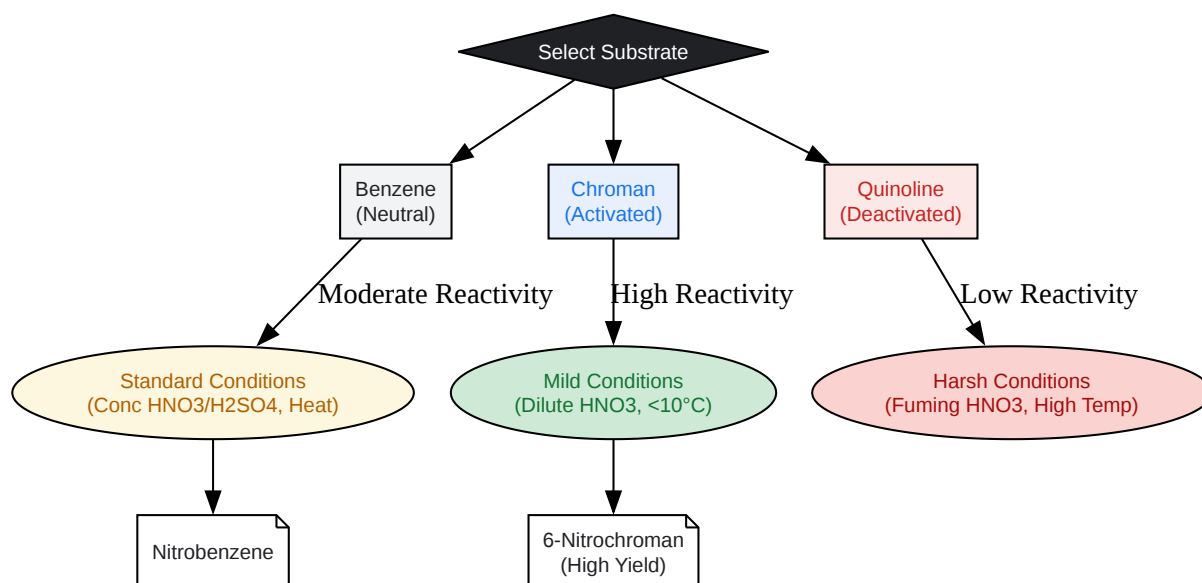 Select Substrate
Benzene
(Neutral)
Chroman
(Activated)
Quinoline
(Deactivated)
Moderate Reactivity
High Reactivity
Low Reactivity
Standard Conditions
(Conc HNO3/H2SO4, Heat)
Mild Conditions
(Dilute HNO3, <10°C)
Harsh Conditions
(Fuming HNO3, High Temp)
Nitrobenzene
6-Nitrochroman
(High Yield)